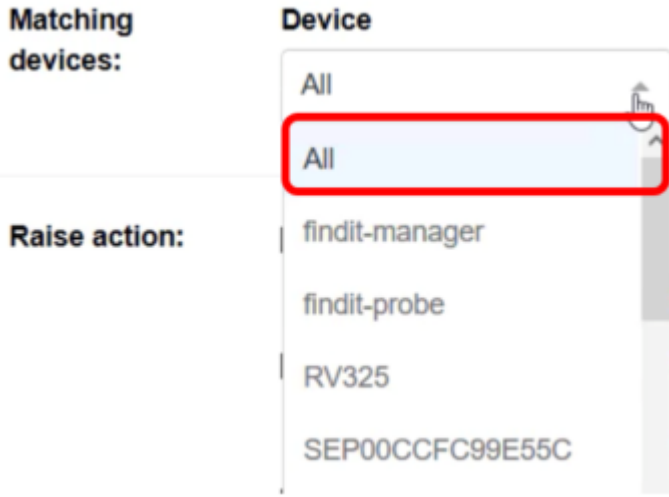 Matching
devices:
Device
All
All
findit-manager
Raise action:
findit-probe
RV325
SEP00CCFC99E55C